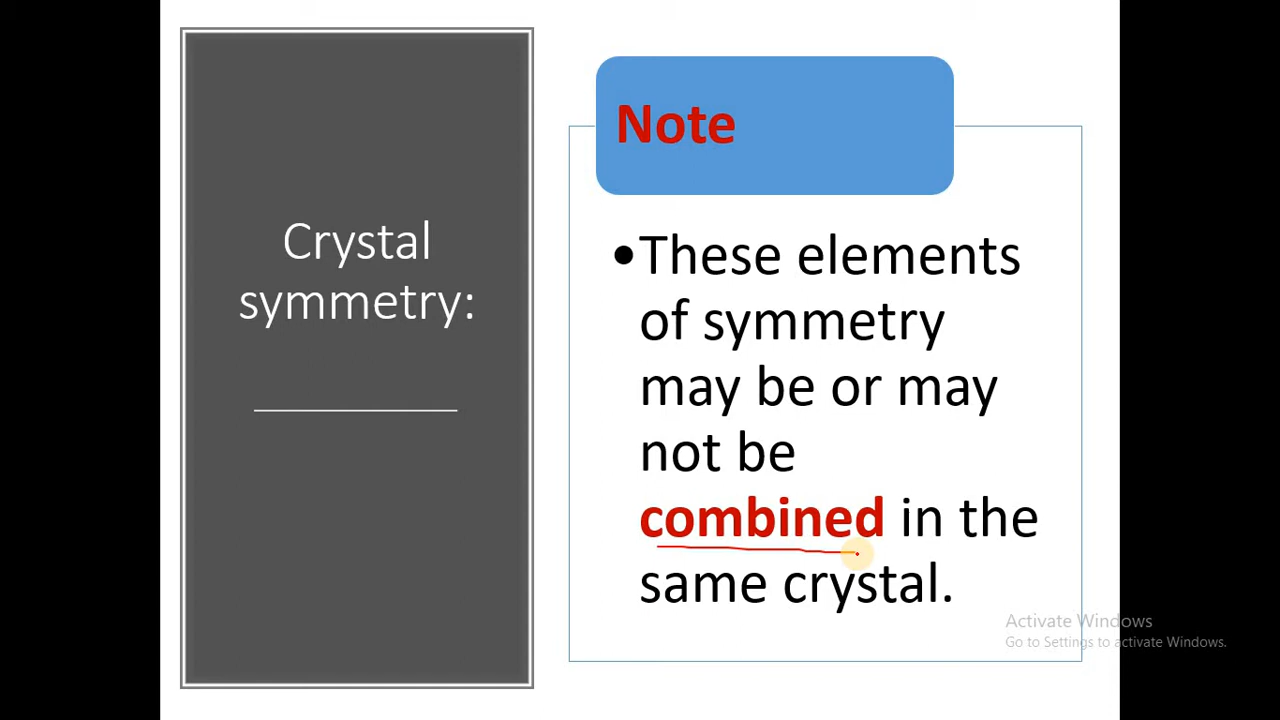 Crystal
symmetry:
Note
•These elements
of symmetry
may be or may
not be
combined in the
same crystal.
Activate Windows
Go to Settings to activate Windows.